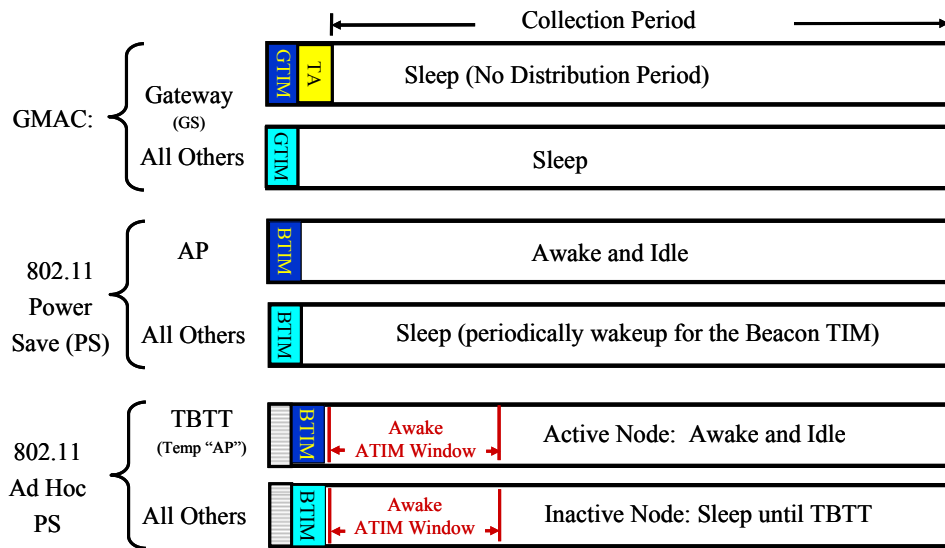 Collection Period
GTIM
TA
Sleep (No Distribution Period)
Gateway
(GS)
GMAC:
All Others
GTIM
Sleep
AP
BTIM
Awake and Idle
802.11
Power
Save (PS)
All Others
BTIM
Sleep (periodically wakeup for the Beacon TIM)
TBTT
(Temp “AP”)
BTIM
Awake
ATIM Window
Active Node: Awake and Idle
802.11
Ad Hoc
PS
All Others
BTIM
Awake
ATIM Window
Inactive Node: Sleep until TBTT